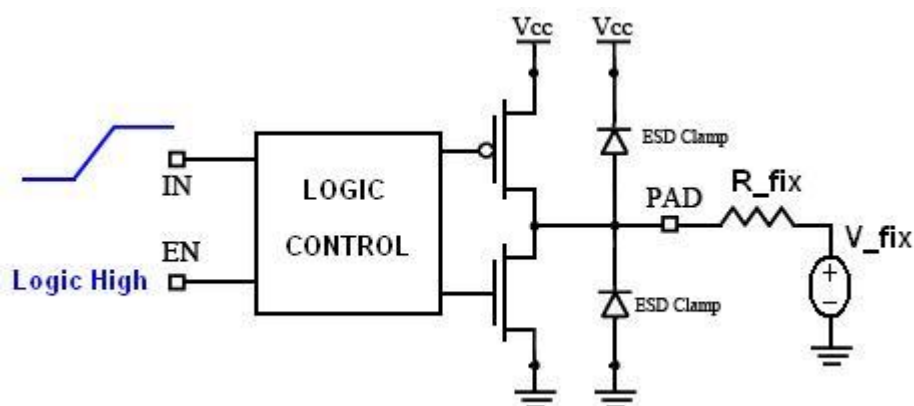 Vcc
Vcc
ESD Clamp
IN
LOGIC
CONTROL
PAD
R_fix
V_fix
EN
Logic High
ESD Clamp
+
−